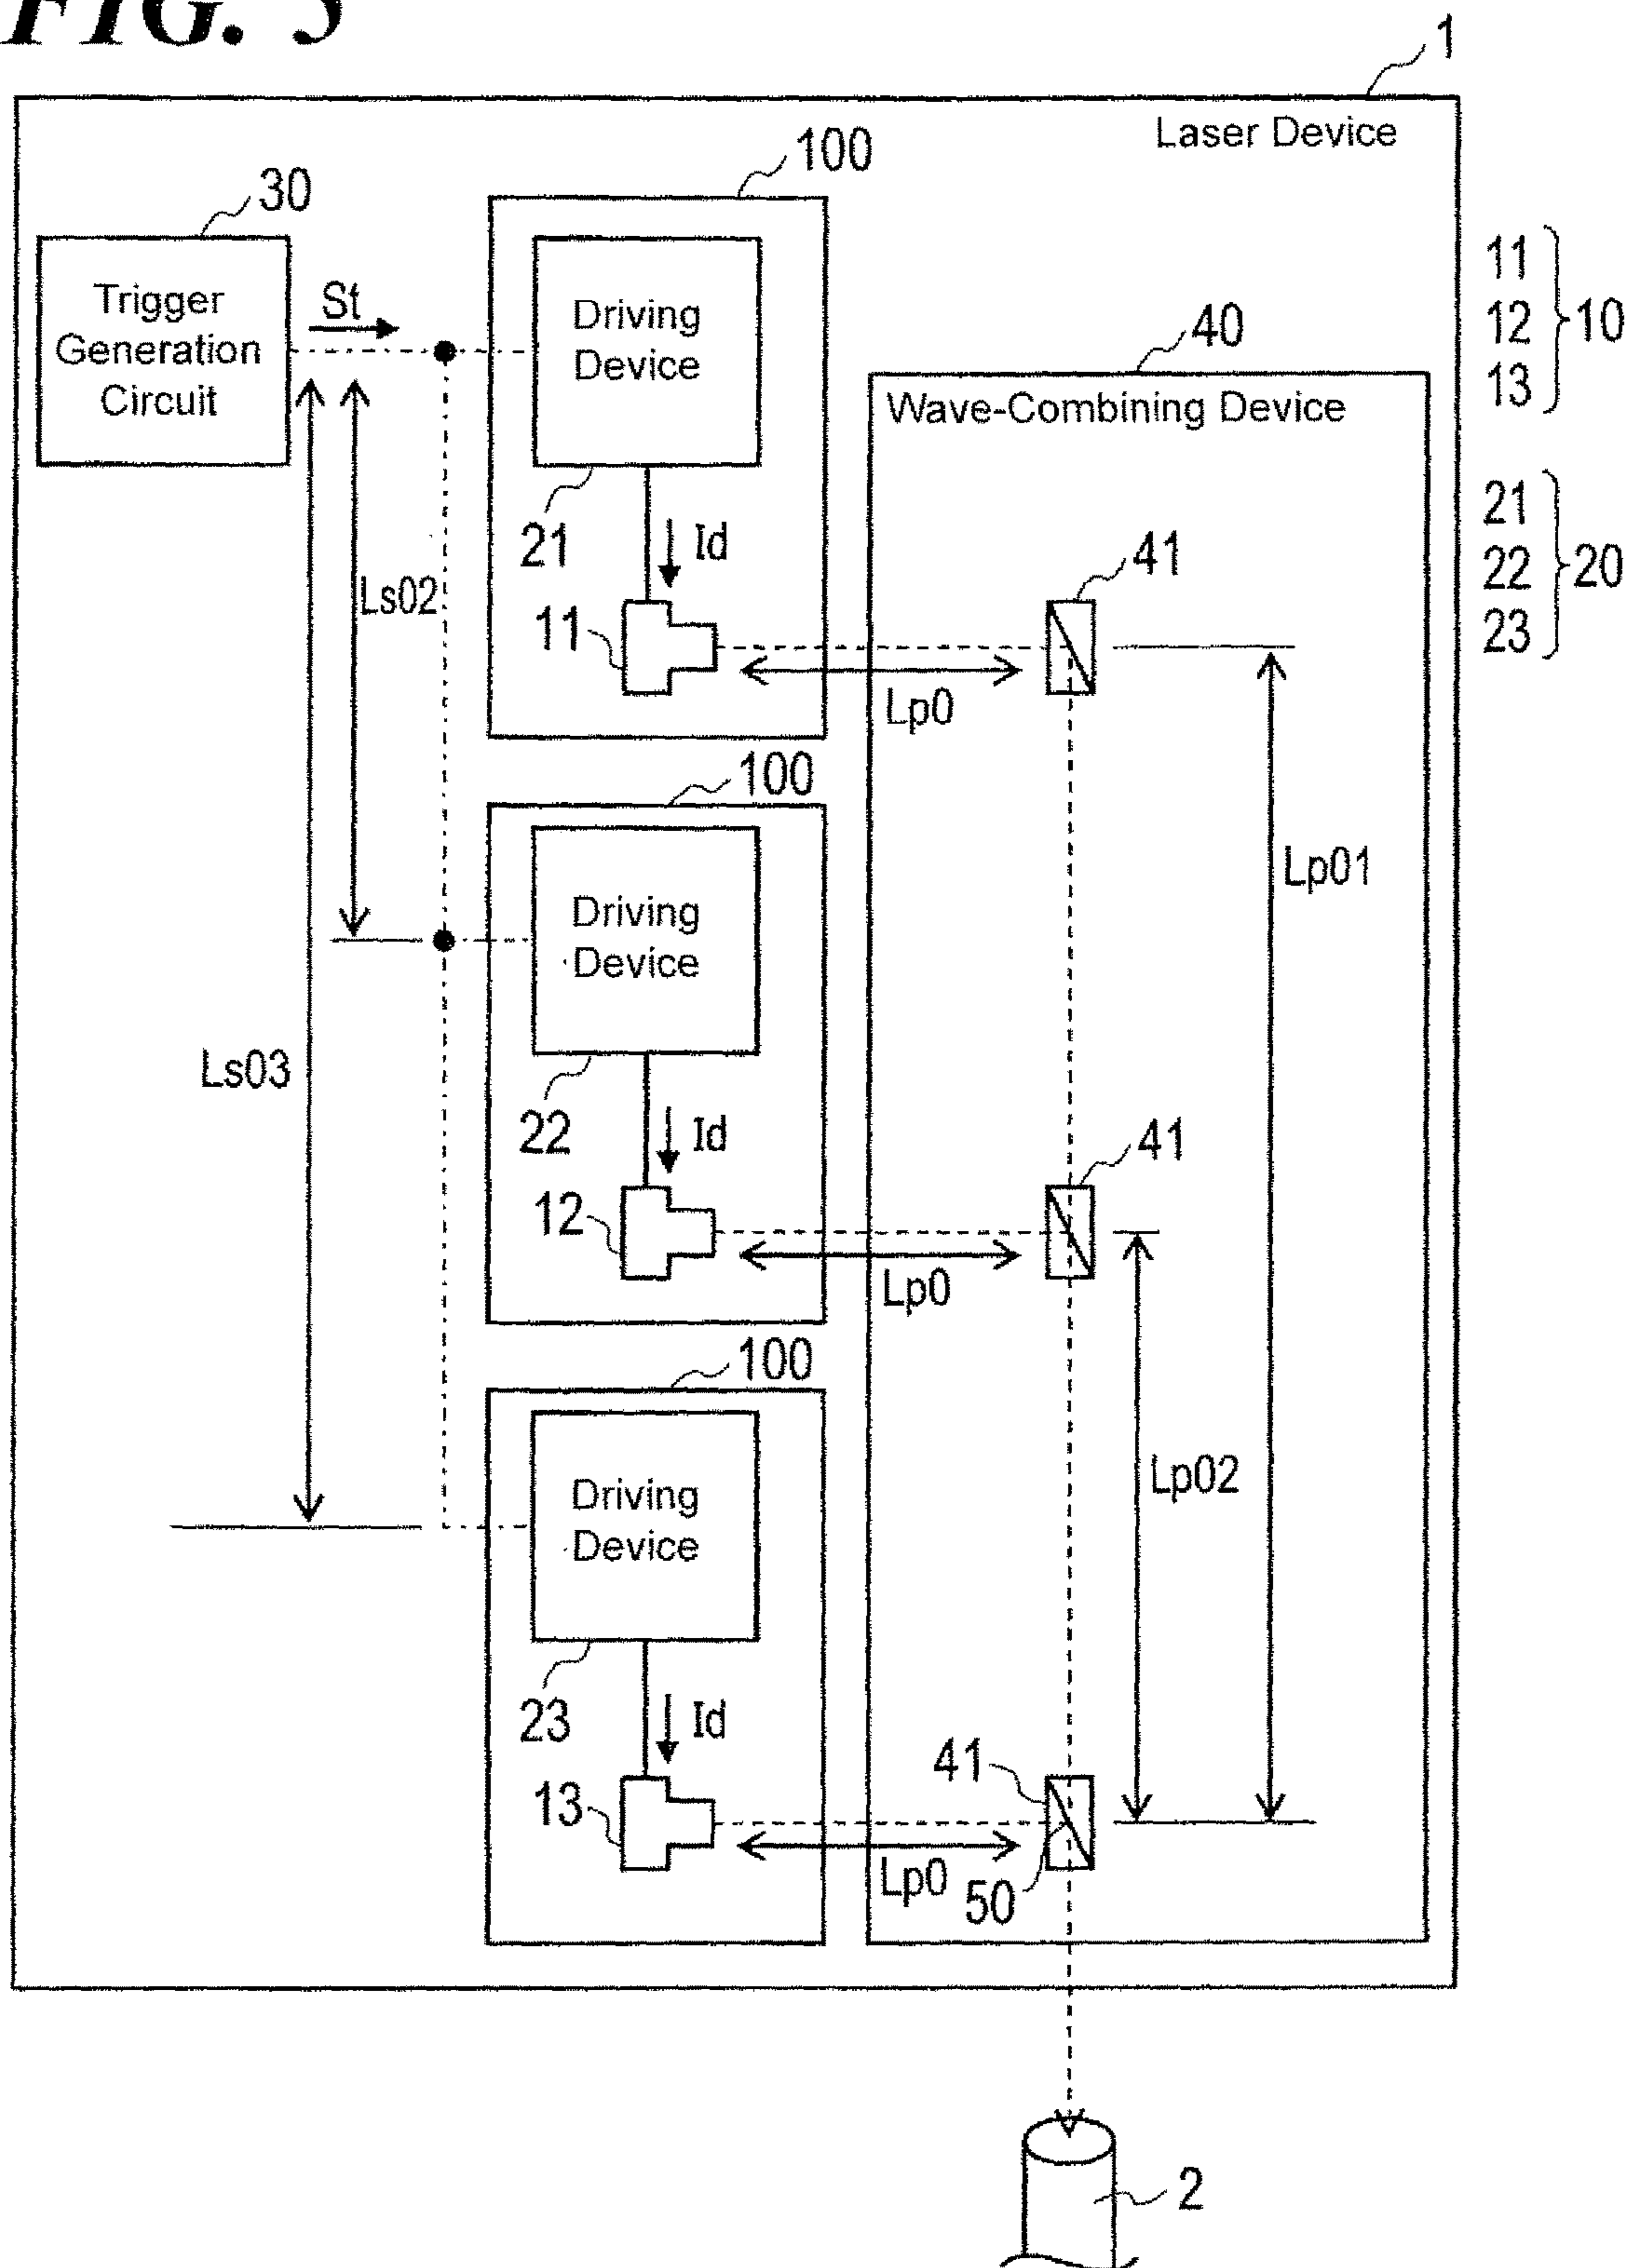 FIG. 5
1
Laser Device
100
30
Trigger
Generation
Circuit
St
Driving
Device
40
Wave-Combining Device
11
12
13
10
21
22
23
20
21
Id
Ls02
11
41
Lp0
Lp01
100
Driving
Device
Ls03
22
Id
12
41
Lp0
100
Driving
Device
Lp02
23
Id
13
41
Lp0
50
2